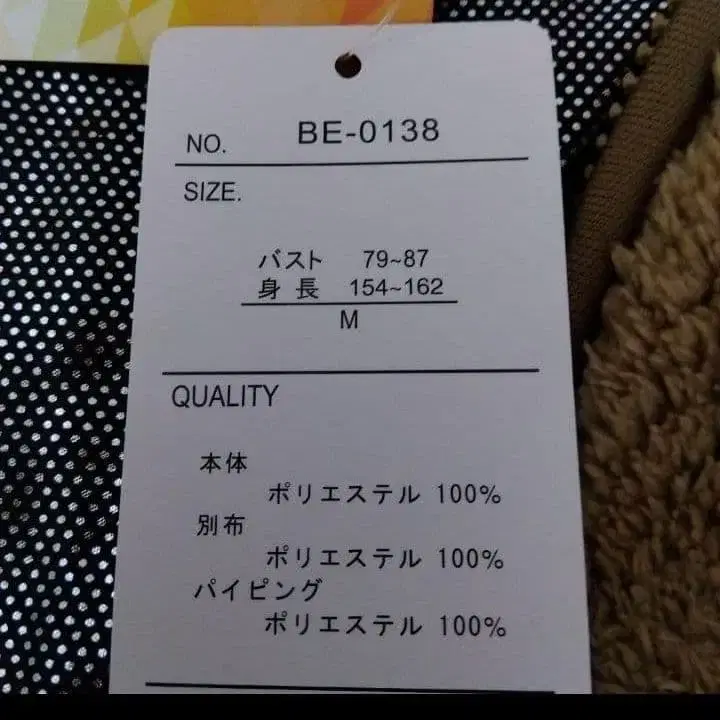 NO. BE-0138
SIZE.
バスト 79~87
身長 154~162
M
QUALITY
本体
ポリエステル 100%
別布
ポリエステル 100%
パイピング
ポリエステル 100%